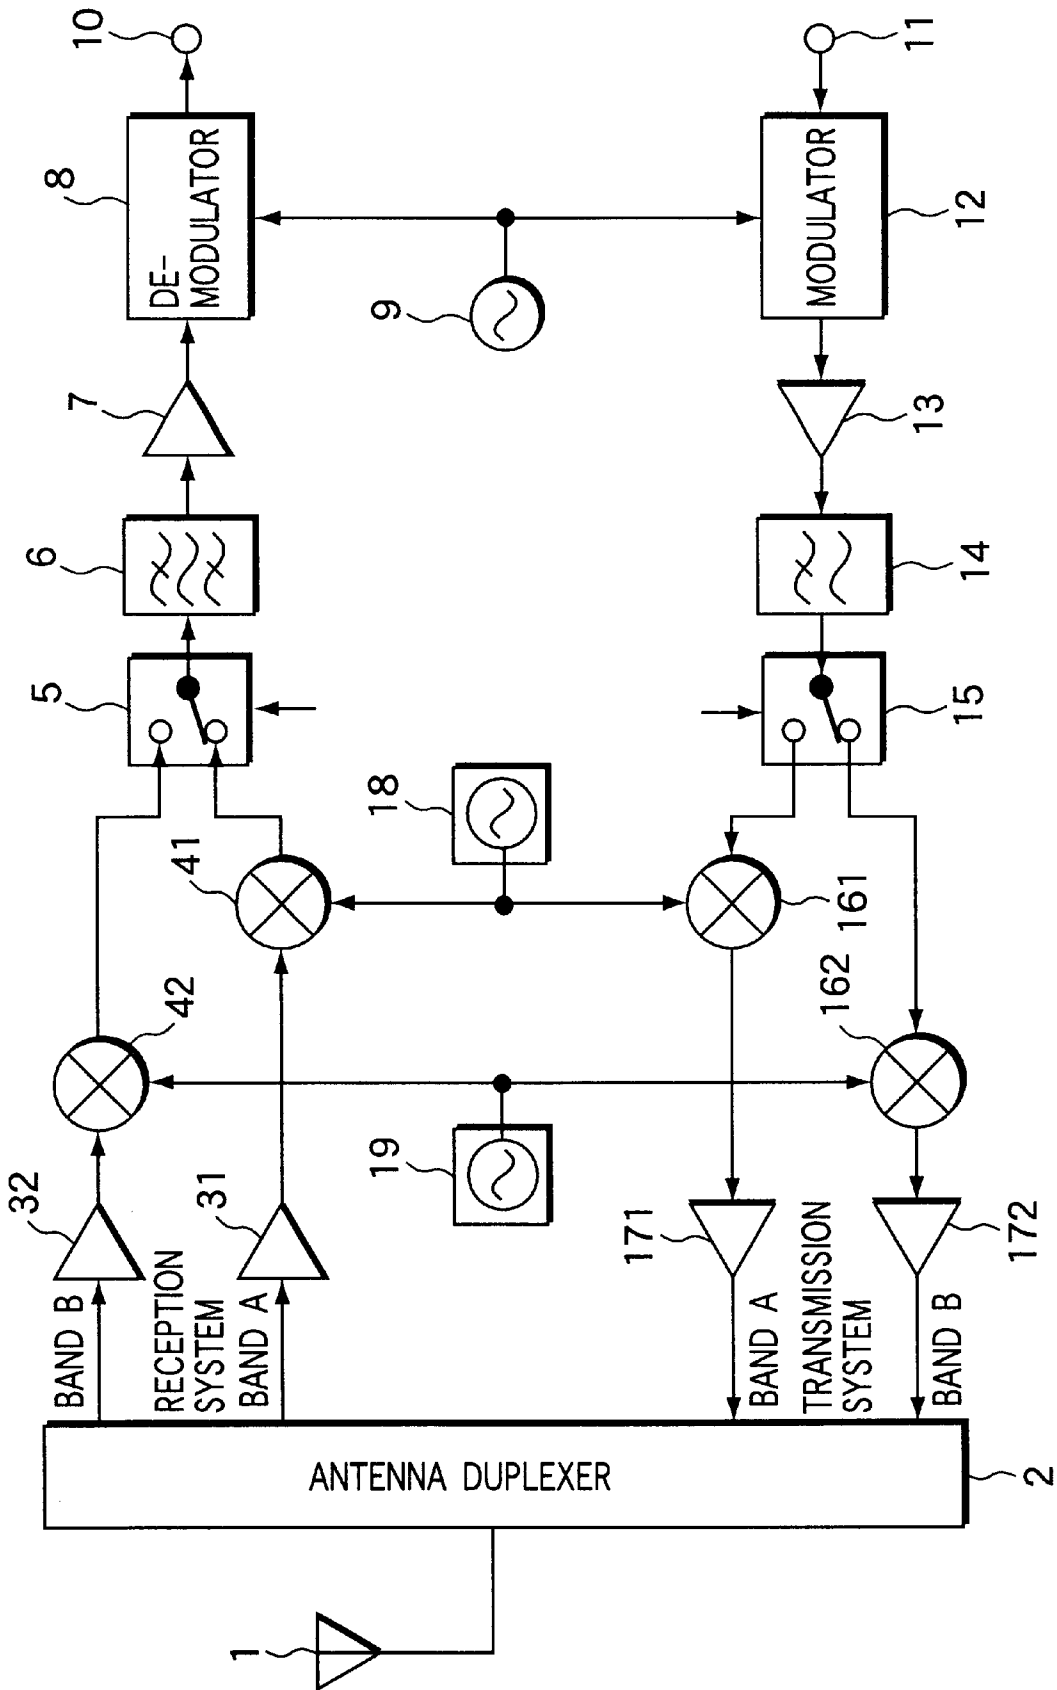 10
8
DE-
MODULATOR
7
6
5
41
42
32
31
BAND B
RECEPTION
SYSTEM
BAND A
9
18
19
ANTENNA DUPLEXER
1
2
11
MODULATOR
12
13
14
15
161
162
171
172
BAND A
TRANSMISSION
SYSTEM
BAND B